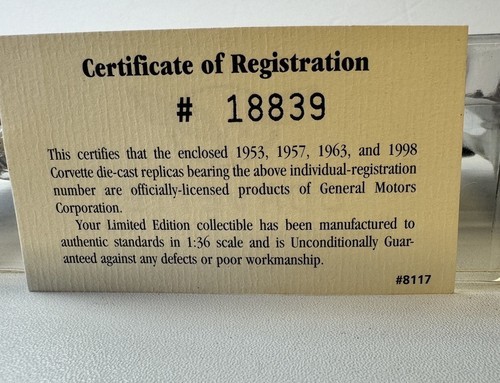 Certificate of Registration
# 18839
This certifies that the enclosed 1953, 1957, 1963, and 1998
Corvette die-cast replicas bearing the above individual-registration
number are officially-licensed products of General Motors
Corporation.
Your Limited Edition collectible has been manufactured to
authentic standards in 1:36 scale and is Unconditionally Guar-
anteed against any defects or poor workmanship.
#8117